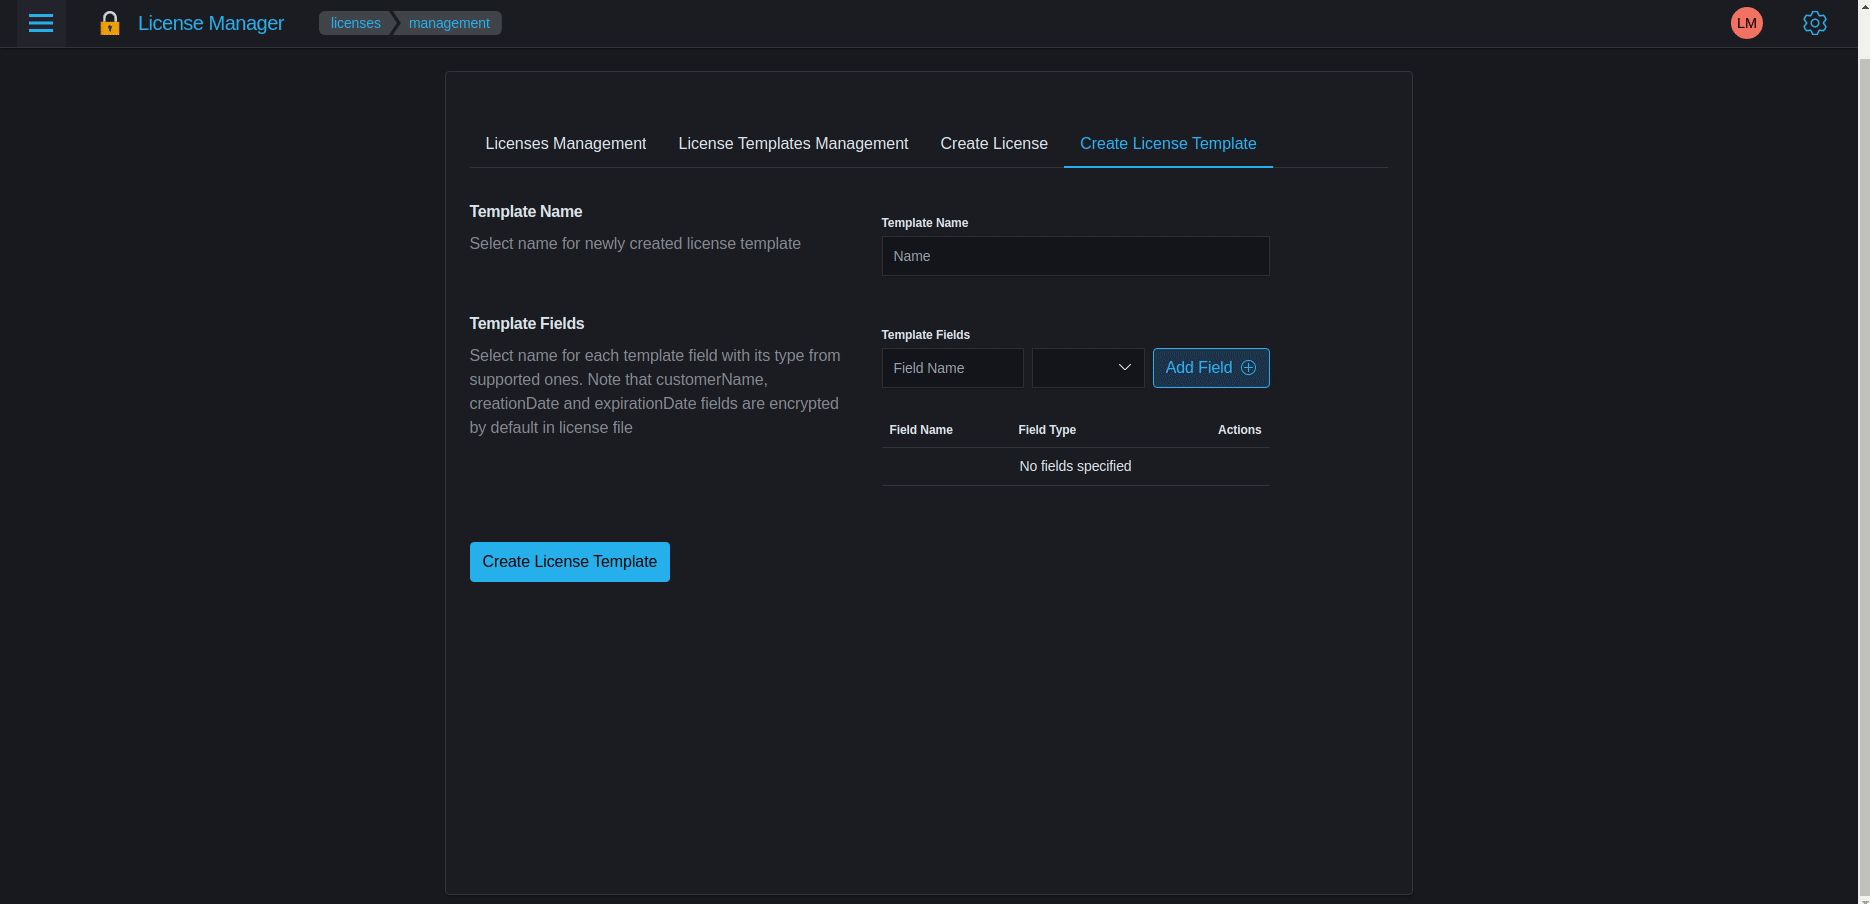 License Manager
licenses
management
LM
Licenses Management
License Templates Management
Create License
Create License Template
Template Name
Select name for newly created license template
Template Name
Name
Template Fields
Select name for each template field with its type from
supported ones. Note that customerName,
creationDate and expirationDate fields are encrypted
by default in license file
Template Fields
Field Name
Add Field
Field Name
Field Type
Actions
No fields specified
Create License Template